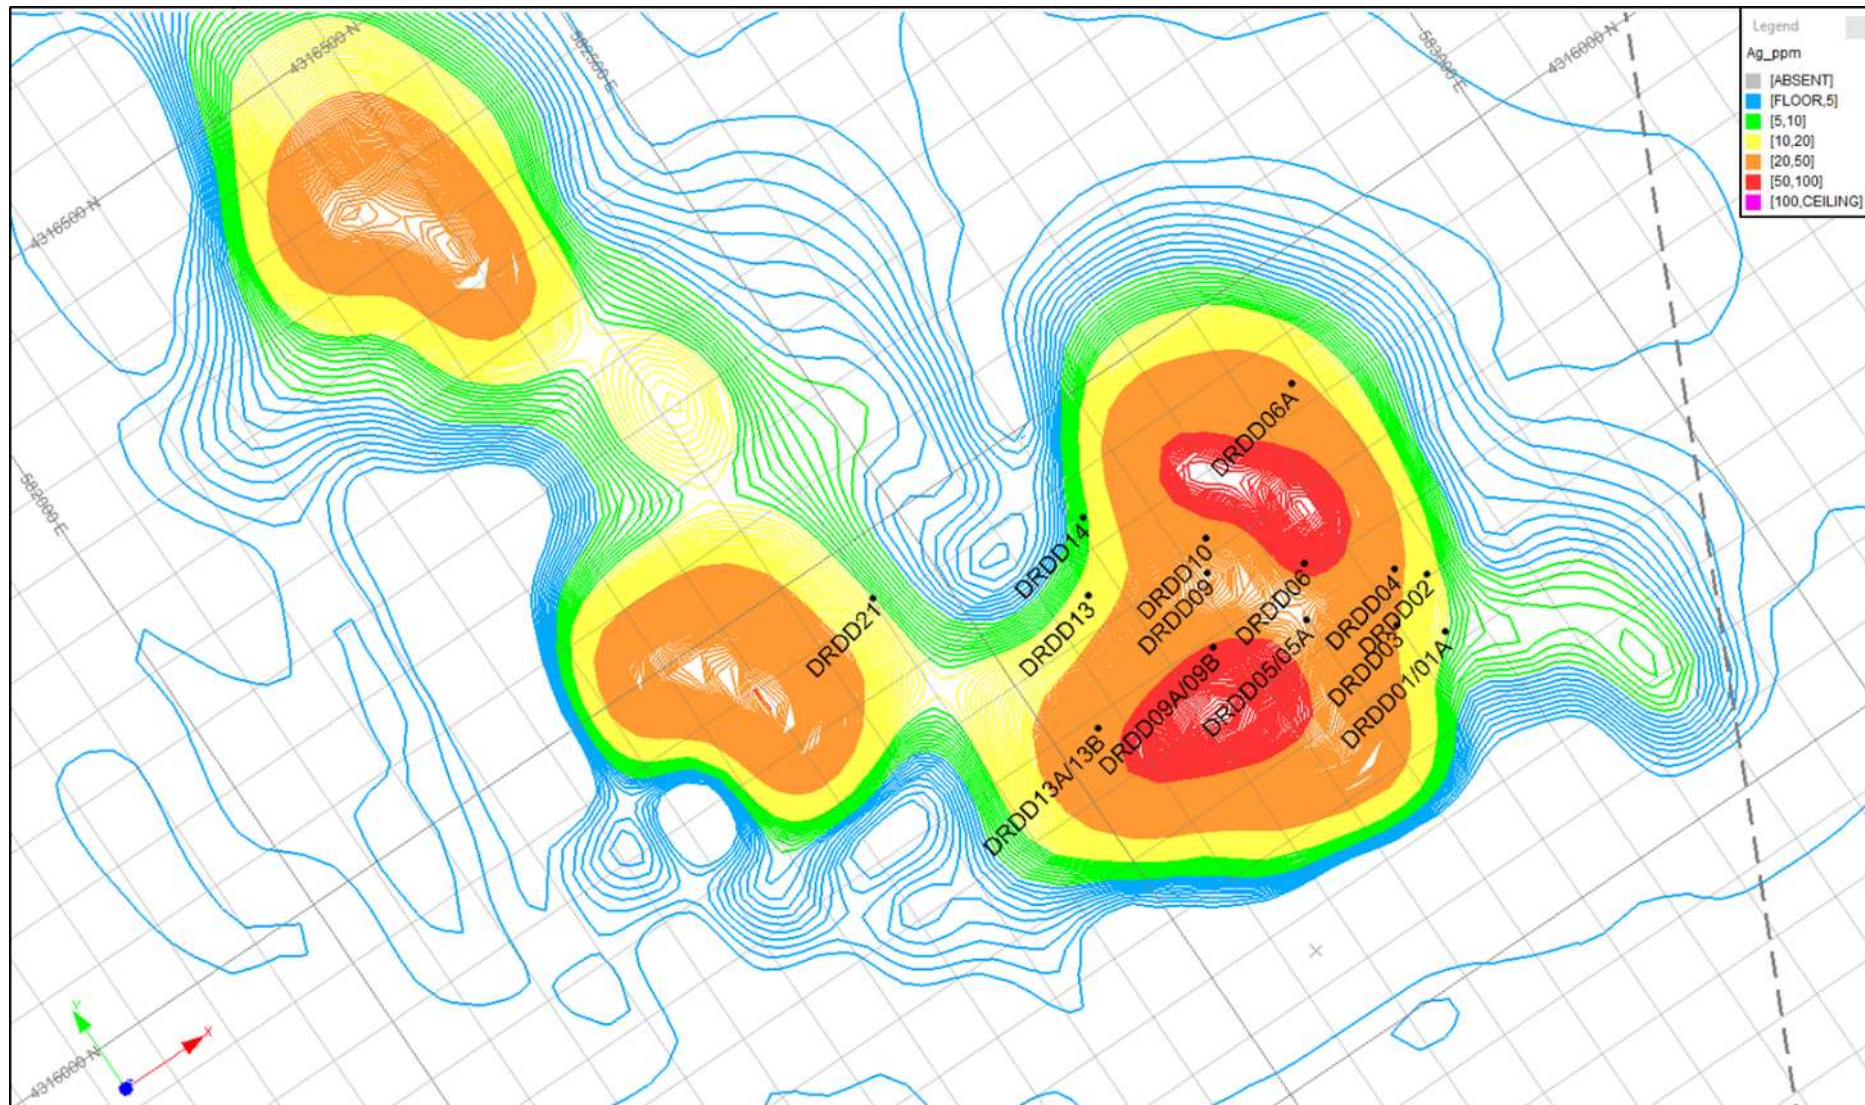 4316500 N
582500 E
583000 E
4316000 N
Legend
Ag_ppm
[ABSENT]
[FLOOR,5]
[5,10]
[10,20]
[20,50]
[50,100]
[100,CEILING]
4316500 N
582000 E
DRDD06A
DRDD14
DRDD10
DRDD09
DRDD06
DRDD04
DRDD02
DRDD21
DRDD13
DRDD03
DRDD05/05A
DRDD01/01A
DRDD09A/09B
DRDD13A/13B
Y
X
4316000 N